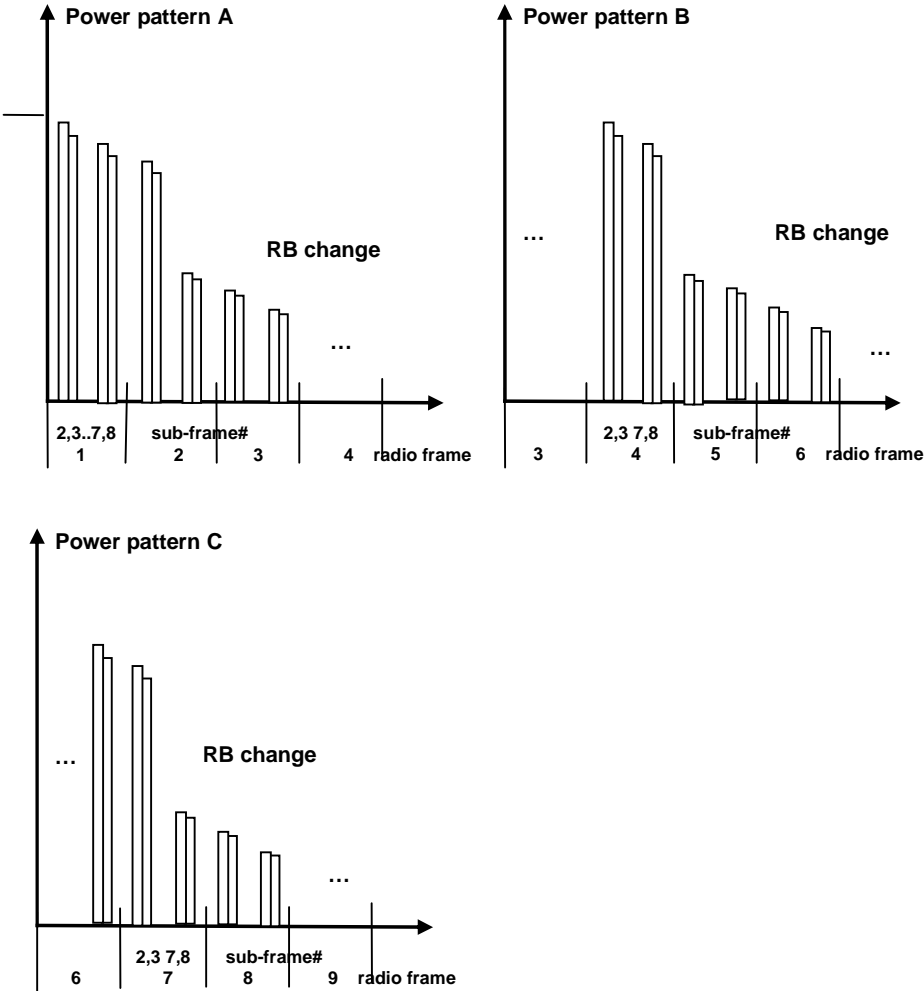 Power pattern A
RB change
...
2,3..7,8 sub-frame#
1 2 3 4 radio frame
Power pattern B
...
RB change
...
2,3 7,8 sub-frame#
3 4 5 6 radio frame
Power pattern C
...
RB change
...
2,3 7,8 sub-frame#
6 7 8 9 radio frame